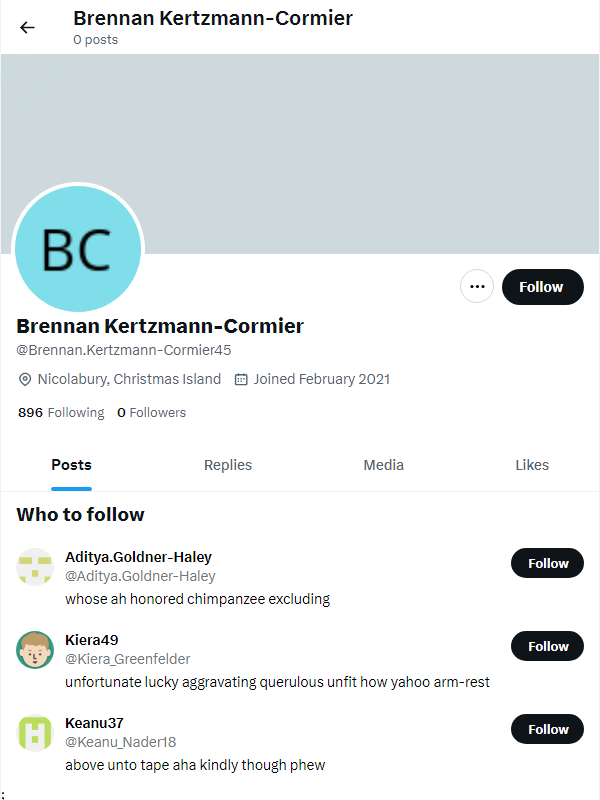 Brennan Kertzmann-Cormier
0 posts
BC
Follow
Brennan Kertzmann-Cormier
@Brennan.Kertzmann-Cormier45
Nicolabury, Christmas Island Joined February 2021
896 Following 0 Followers
Posts Replies Media Likes
Who to follow
Aditya.Goldner-Haley
@Aditya.Goldner-Haley
Follow
whose ah honored chimpanzee excluding
Kiera49
@Kiera_Greenfelder
Follow
unfortunate lucky aggravating querulous unfit how yahoo arm-rest
Keanu37
@Keanu_Nader18
Follow
above unto tape aha kindly though phew
;